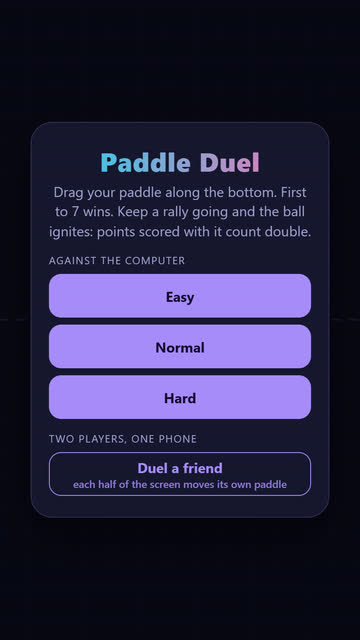 Paddle Duel
Drag your paddle along the bottom. First
to 7 wins. Keep a rally going and the ball
ignites: points scored with it count double.
AGAINST THE COMPUTER
Easy
Normal
Hard
TWO PLAYERS, ONE PHONE
Duel a friend
each half of the screen moves its own paddle